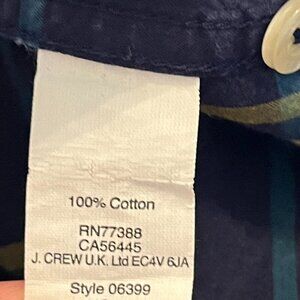 100% Cotton
RN77388
CA56445
J. CREW U.K. Ltd EC4V 6JA
Style 06399